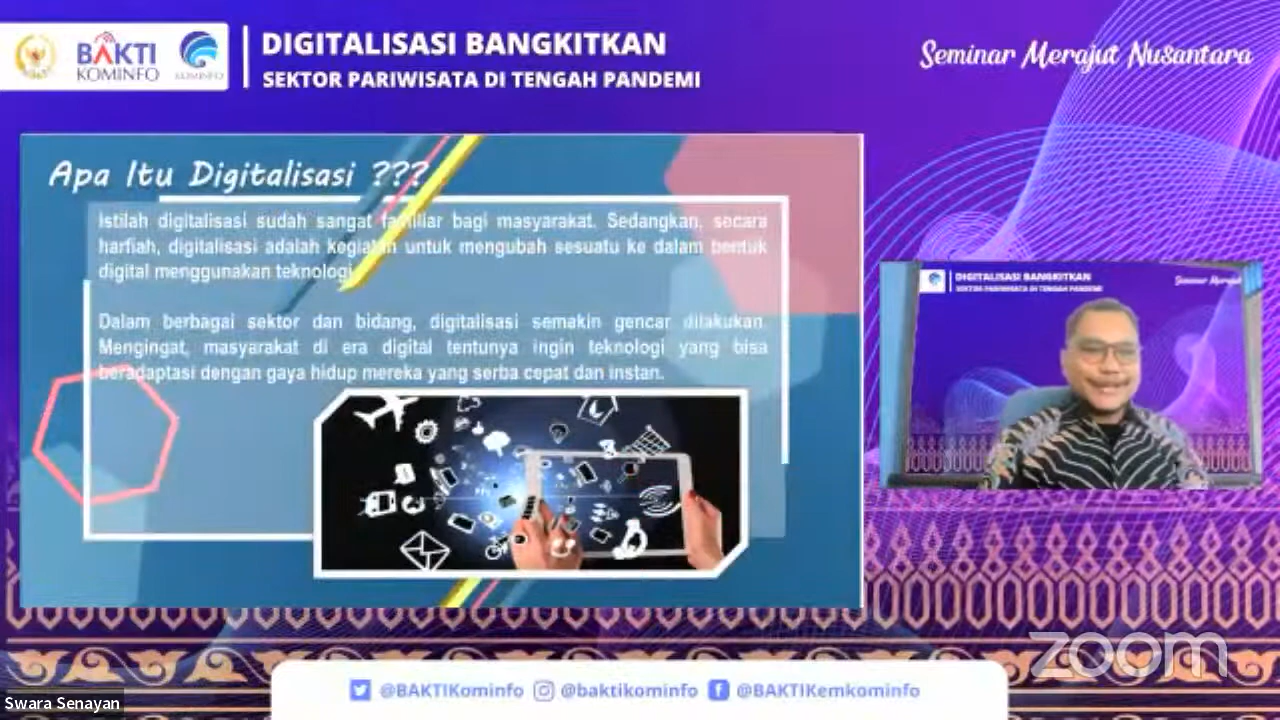 BAKTI
KOMINFO
KOMINFO
DIGITALISASI BANGKITKAN
SEKTOR PARIWISATA DI TENGAH PANDEMI
Seminar Merajut Nusantara
Apa Itu Digitalisasi ???
Istilah digitalisasi sudah sangat familiar bagi masyarakat. Sedangkan, secara
harfiah, digitalisasi adalah kegiatan untuk mengubah sesuatu ke dalam bentuk
digital menggunakan teknologi.
Dalam berbagai sektor dan bidang, digitalisasi semakin gencar dilakukan.
Mengingat, masyarakat di era digital tentunya ingin teknologi yang bisa
beradaptasi dengan gaya hidup mereka yang serba cepat dan instan.
DIGITALISASI BANGKITKAN
SEKTOR PARIWISATA DI TENGAH PANDEMI
Seminar Merajut
zoom
@BAKTIKominfo @baktikominfo @BAKTIKemkominfo
Swara Senayan